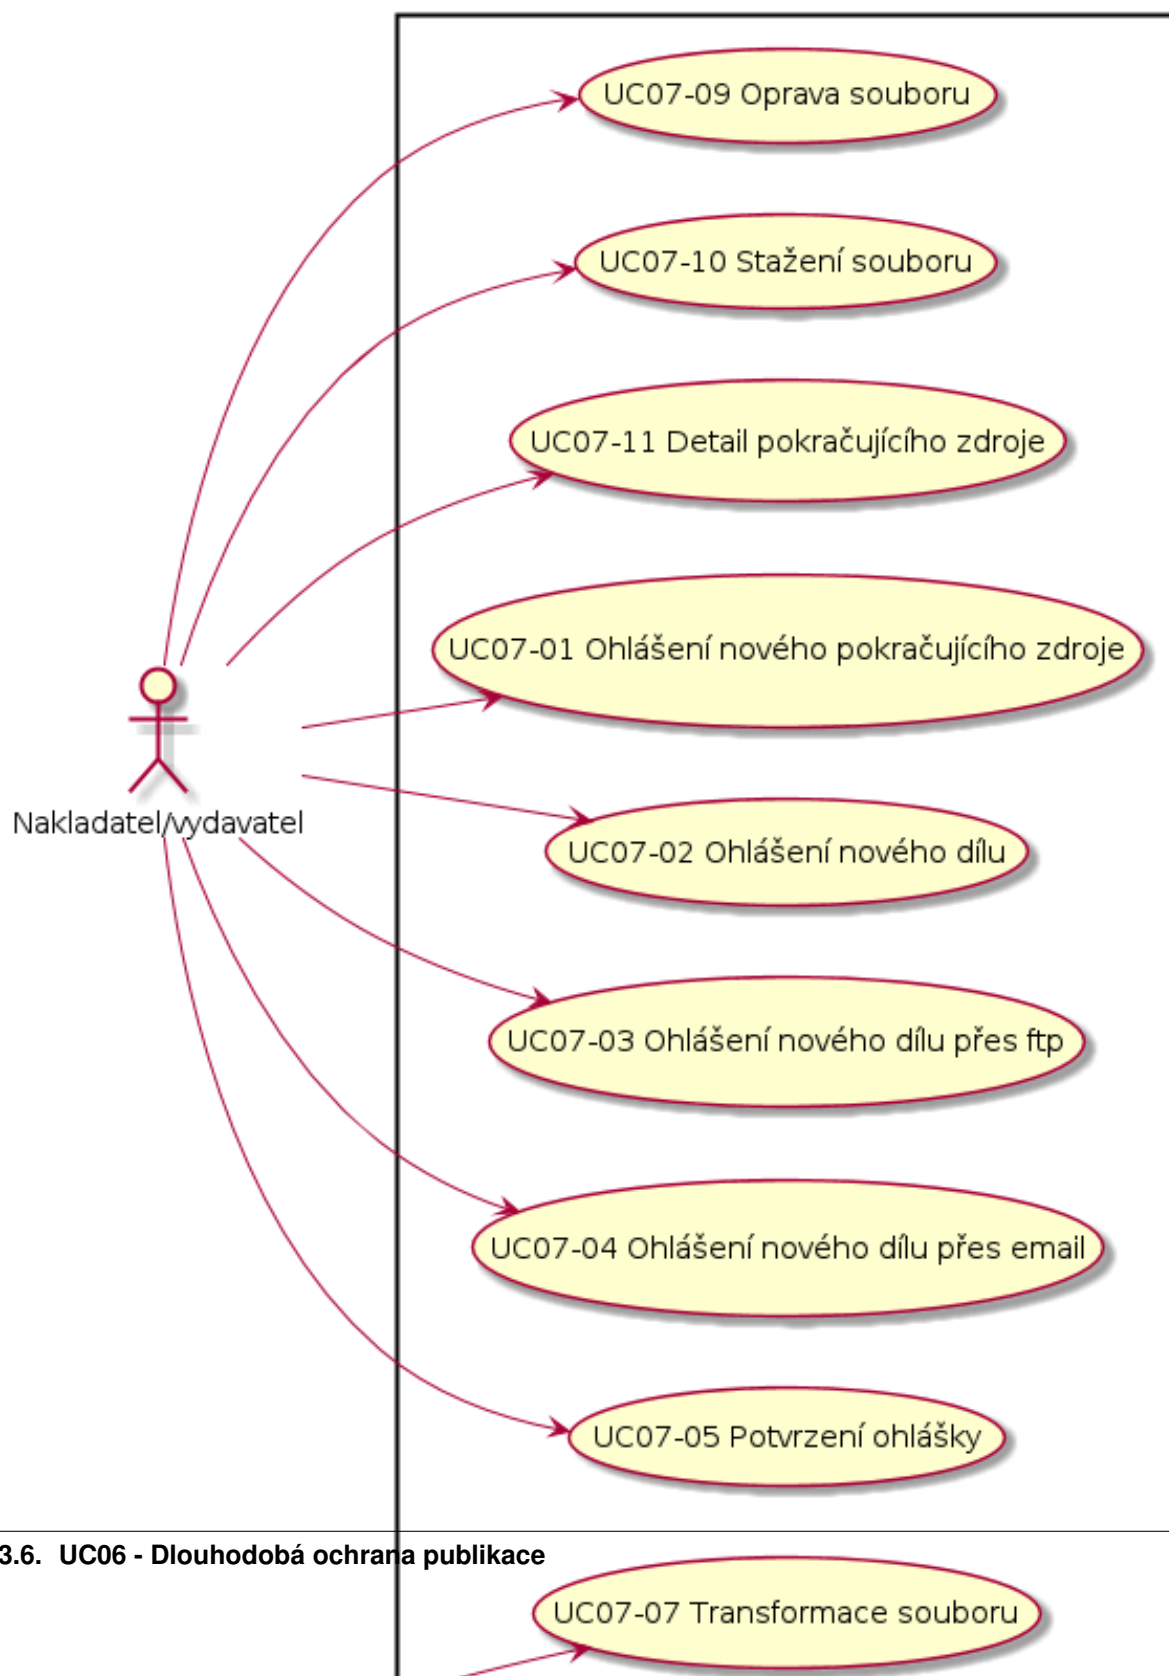 UC07-09 Oprava souboru
UC07-10 Stažení souboru
UC07-11 Detail pokračujícího zdroje
UC07-01 Ohlášení nového pokračujícího zdroje
Nakladatel/vydavatel
UC07-02 Ohlášení nového dílu
UC07-03 Ohlášení nového dílu přes ftp
UC07-04 Ohlášení nového dílu přes email
UC07-05 Potvrzení ohlášky
3.6. UC06 - Dlouhodobá ochrana publikace
UC07-07 Transformace souboru